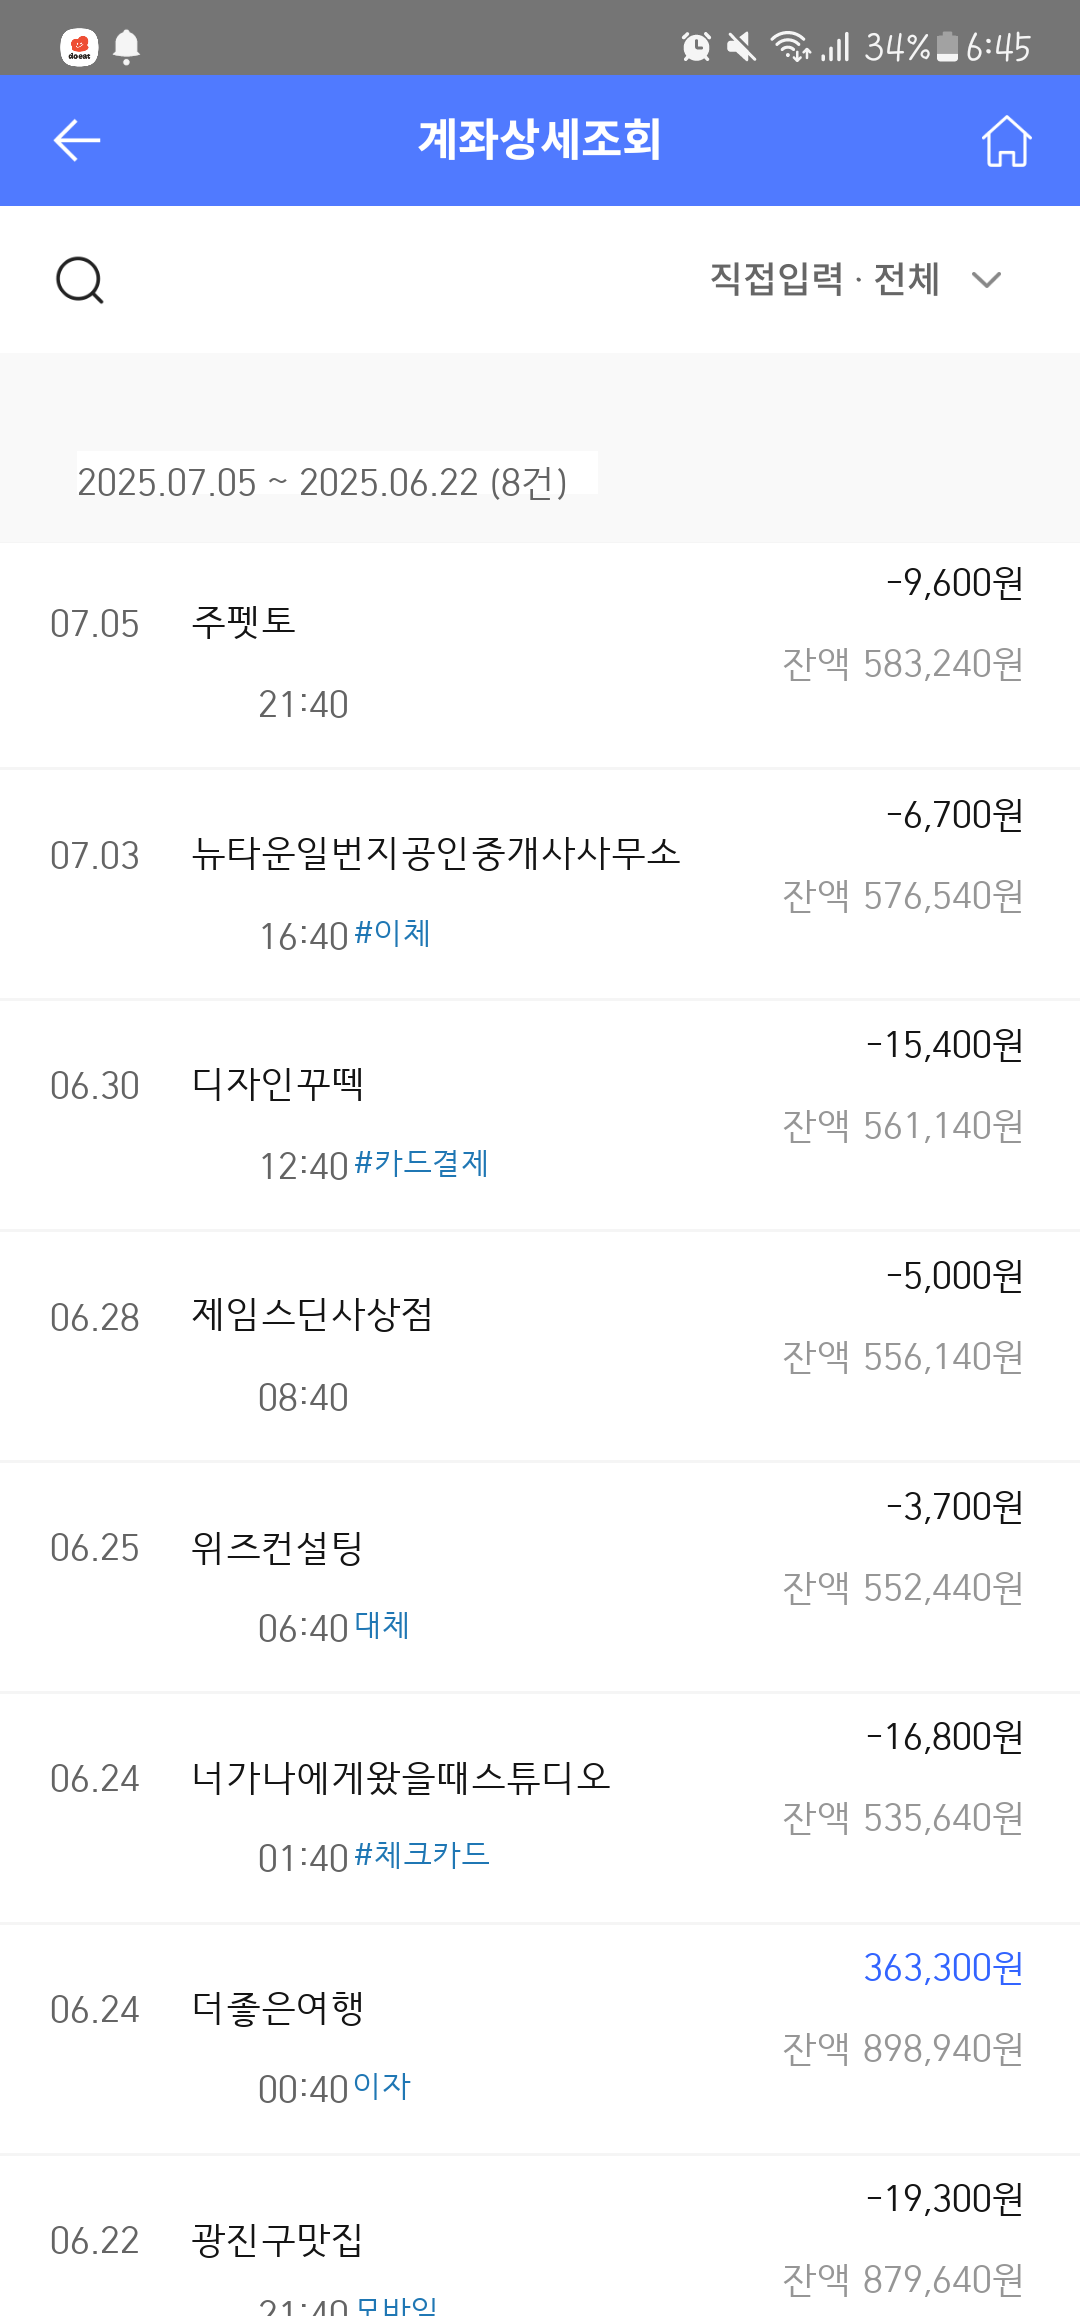 doeat
34% 6:45
계좌상세조회
직접입력 · 전체
2025.07.05 ~ 2025.06.22 (8건)
-9,600원
07.05 주펫토
잔액 583,240원
21:40
-6,700원
07.03 뉴타운일번지공인중개사사무소
잔액 576,540원
16:40 #이체
-15,400원
06.30 디자인꾸떽
잔액 561,140원
12:40 #카드결제
-5,000원
06.28 제임스딘사상점
잔액 556,140원
08:40
-3,700원
06.25 위즈컨설팅
잔액 552,440원
06:40 대체
-16,800원
06.24 너가나에게왔을때스튜디오
잔액 535,640원
01:40 #체크카드
363,300원
06.24 더좋은여행
잔액 898,940원
00:40 이자
-19,300원
06.22 광진구맛집
잔액 879,640원
21:40 모바일